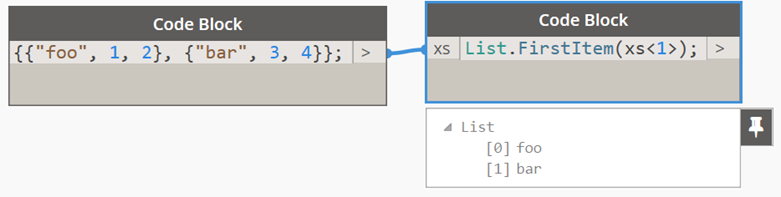 Code Block
{{"foo", 1, 2}, {"bar", 3, 4}}; >
Code Block
xs List.FirstItem(xs<1>); >
List
[0] foo
[1] bar